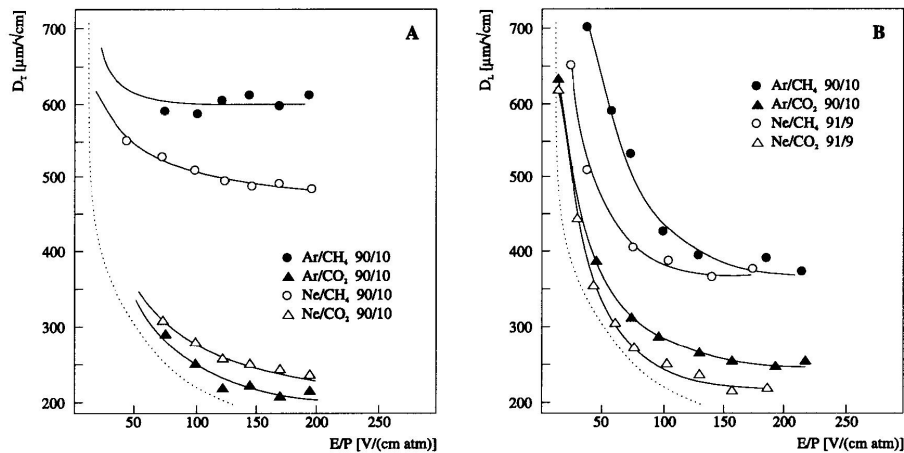 A
D_T [μm/√cm]
700
600
500
400
300
250
200
● Ar/CH₄ 90/10
▲ Ar/CO₂ 90/10
○ Ne/CH₄ 90/10
△ Ne/CO₂ 90/10
50 100 150 200 250
E/P [V/(cm atm)]
B
D_L [μm/√cm]
700
600
500
400
300
250
200
● Ar/CH₄ 90/10
▲ Ar/CO₂ 90/10
○ Ne/CH₄ 91/9
△ Ne/CO₂ 91/9
50 100 150 200 250
E/P [V/(cm atm)]